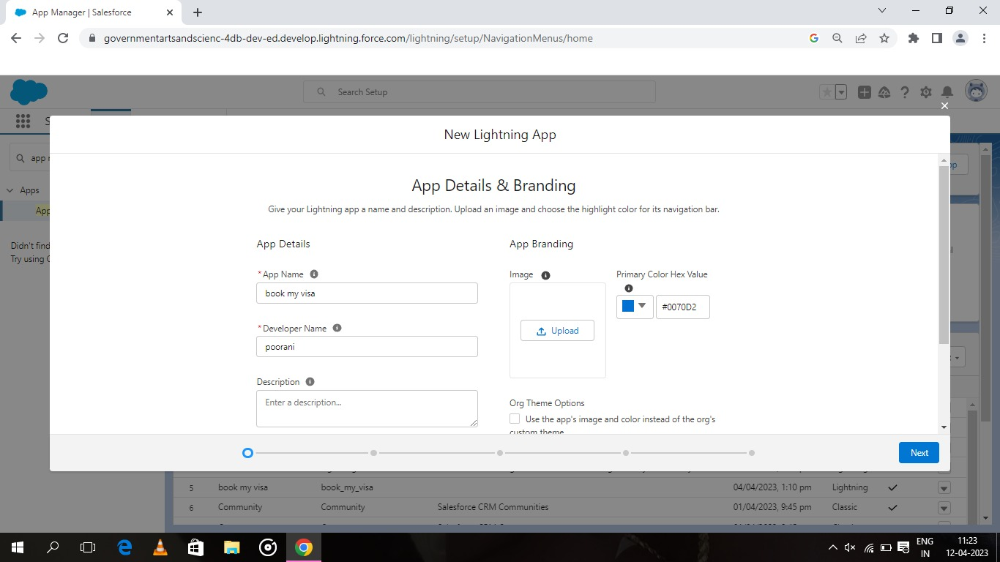 App Manager | Salesforce
governmentartsandscienc-4db-dev-ed.develop.lightning.force.com/lightning/setup/NavigationMenus/home
Search Setup
S
app
New Lightning App
App Details & Branding
Give your Lightning app a name and description. Upload an image and choose the highlight color for its navigation bar.
Apps
App
Didn't find
Try using
App Details
App Branding
*App Name
Image
Primary Color Hex Value
book my visa
#0070D2
Upload
*Developer Name
poorani
Description
Enter a description...
Org Theme Options
Use the app's image and color instead of the org's
custom theme
Next
5 book my visa book_my_visa 04/04/2023, 1:10 pm Lightning
6 Community Community Salesforce CRM Communities 01/04/2023, 9:45 pm Classic
ENG
IN
11:23
12-04-2023